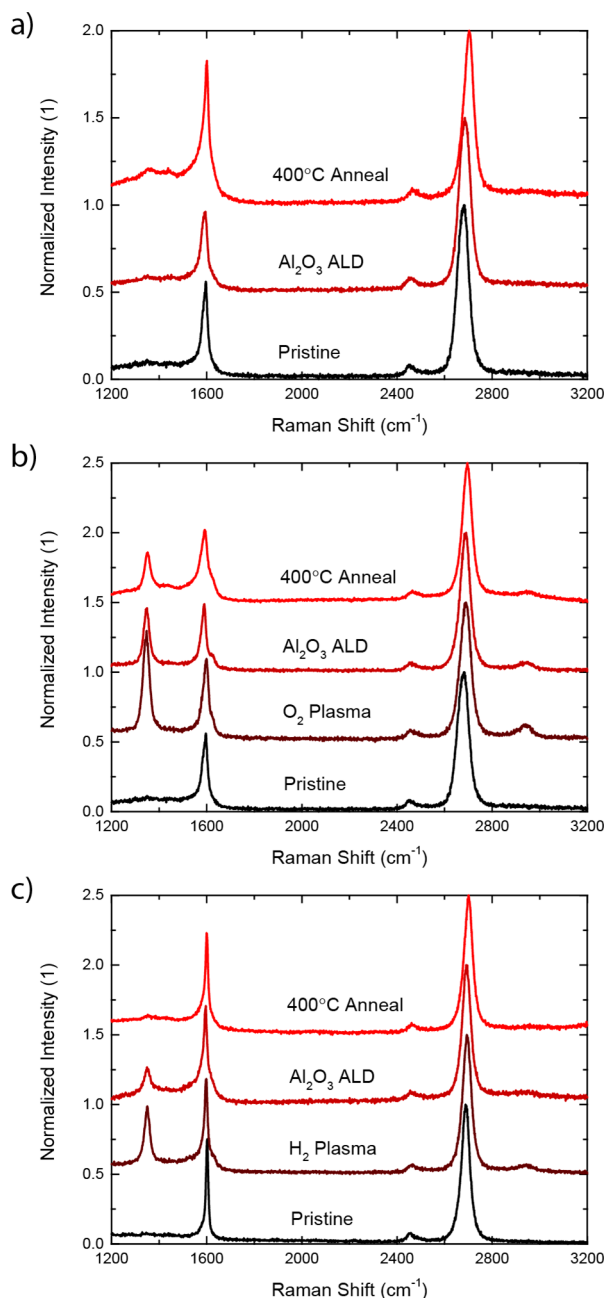 a)
2.0
1.5
1.0
0.5
0.0
Normalized Intensity (1)
400°C Anneal
Al₂O₃ ALD
Pristine
1200 1600 2000 2400 2800 3200
Raman Shift (cm⁻¹)
b)
2.5
2.0
1.5
1.0
0.5
0.0
Normalized Intensity (1)
400°C Anneal
Al₂O₃ ALD
O₂ Plasma
Pristine
1200 1600 2000 2400 2800 3200
Raman Shift (cm⁻¹)
c)
2.5
2.0
1.5
1.0
0.5
0.0
Normalized Intensity (1)
400°C Anneal
Al₂O₃ ALD
H₂ Plasma
Pristine
1200 1600 2000 2400 2800 3200
Raman Shift (cm⁻¹)